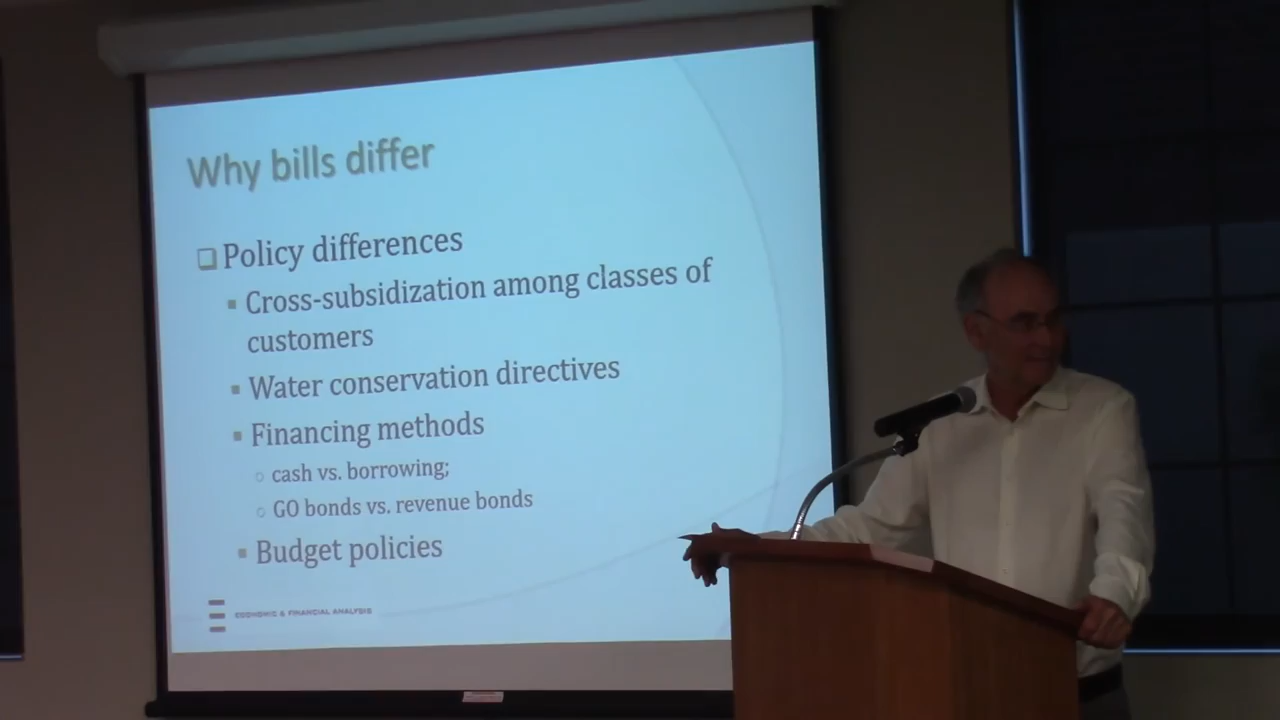 Why bills differ
Policy differences
Cross-subsidization among classes of
customers
Water conservation directives
Financing methods
cash vs. borrowing;
GO bonds vs. revenue bonds
Budget policies
ECONOMIC & FINANCIAL ANALYSIS